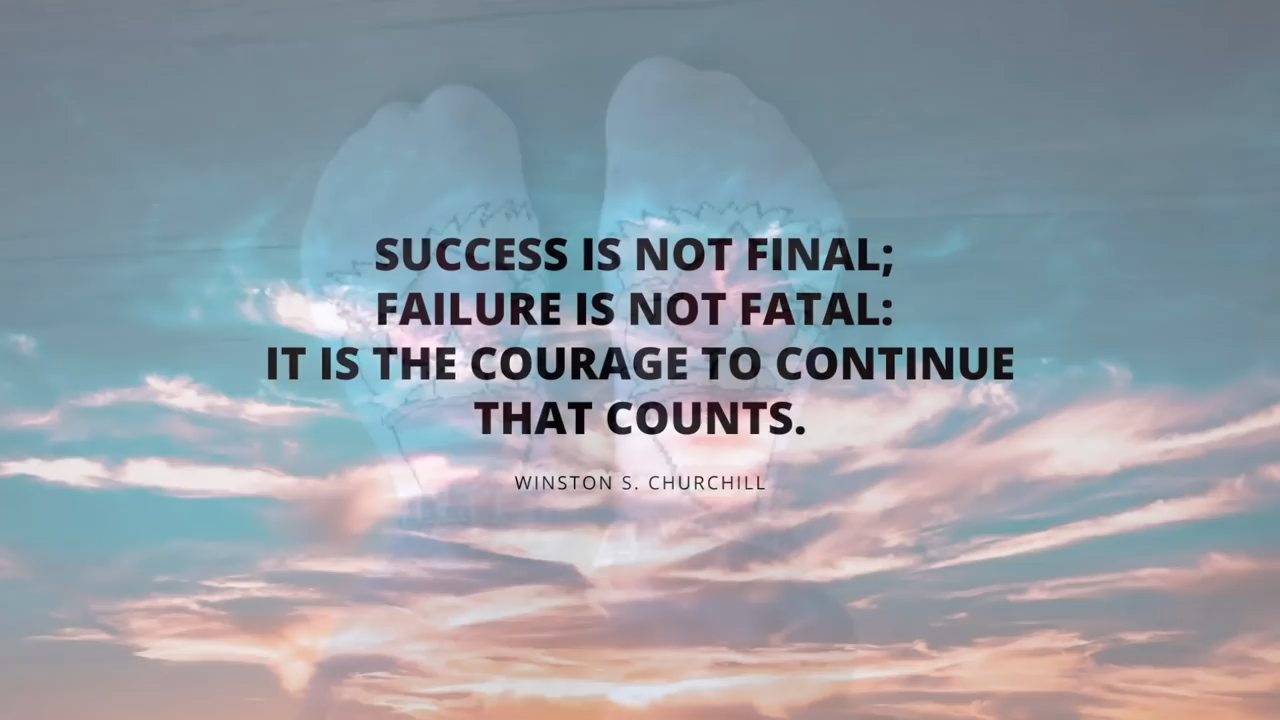 SUCCESS IS NOT FINAL;
FAILURE IS NOT FATAL:
IT IS THE COURAGE TO CONTINUE
THAT COUNTS.
WINSTON S. CHURCHILL